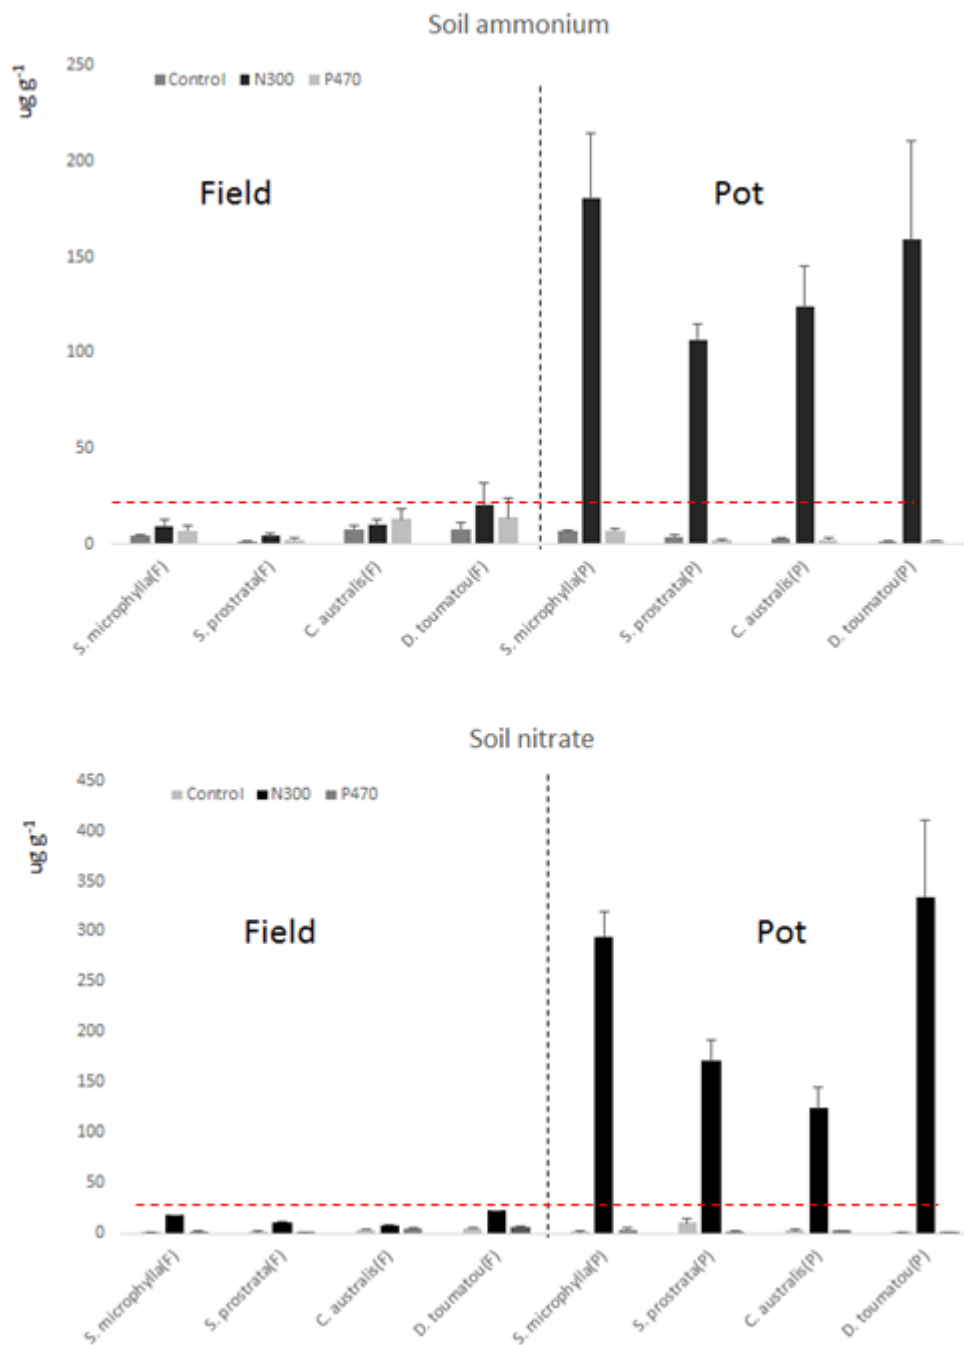 Soil ammonium
ug g-1
250
Control N300 P470
200
Field Pot
150
100
50
0
S. microphylla(F) S. prostrata(F) C. australis(F) D. toumatou(F) S. microphylla(P) S. prostrata(P) C. australis(P) D. toumatou(P)
Soil nitrate
ug g-1
450
Control N300 P470
400
350
300
Field Pot
250
200
150
100
50
0
S. microphylla(F) S. prostrata(F) C. australis(F) D. toumatou(F) S. microphylla(P) S. prostrata(P) C. australis(P) D. toumatou(P)